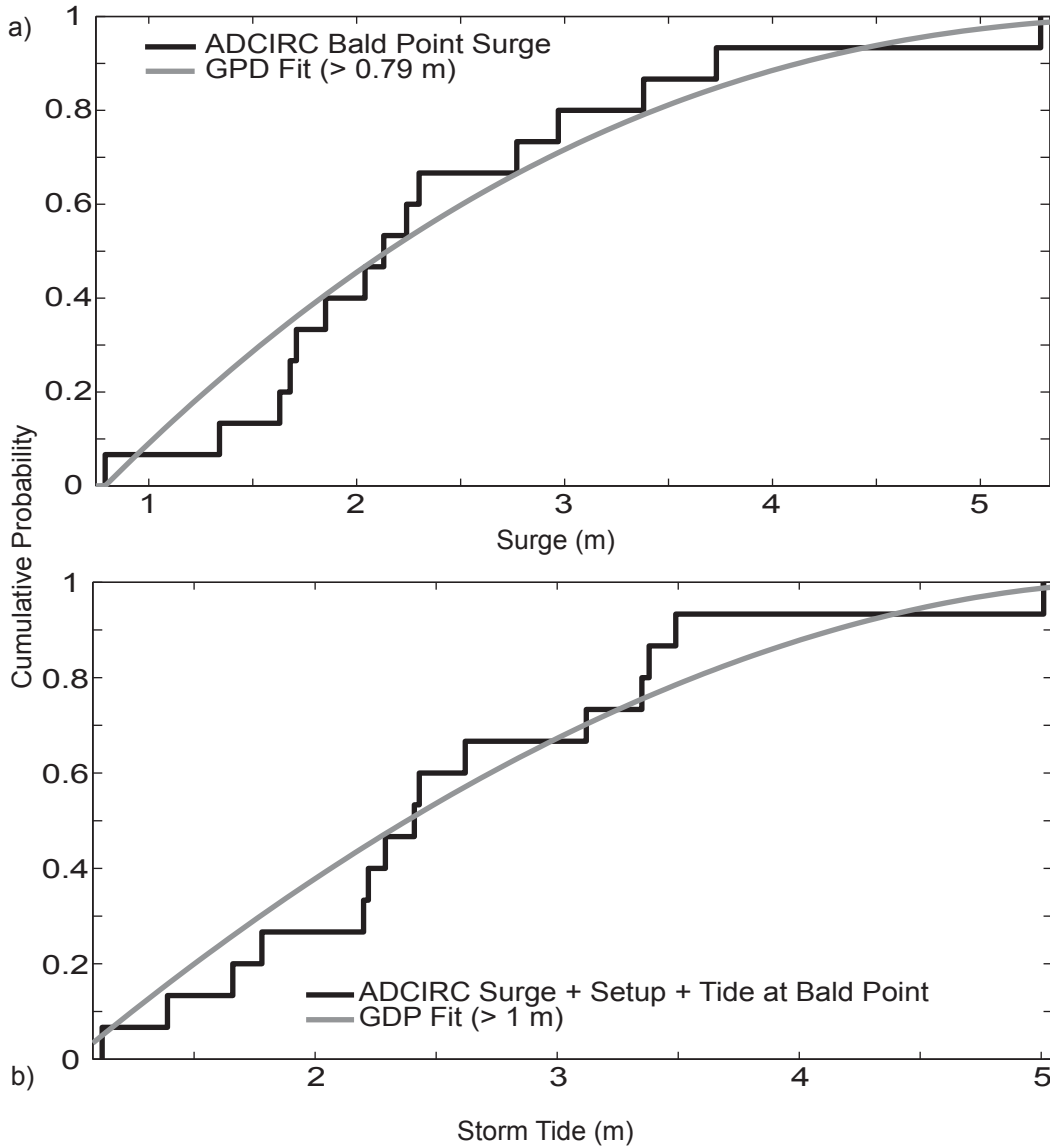 a)
ADCIRC Bald Point Surge
GPD Fit (> 0.79 m)
1
0.8
0.6
0.4
0.2
0
1 2 3 4 5
Surge (m)
Cumulative Probability
1
0.8
0.6
0.4
0.2
0
ADCIRC Surge + Setup + Tide at Bald Point
GDP Fit (> 1 m)
2 3 4 5
b)
Storm Tide (m)